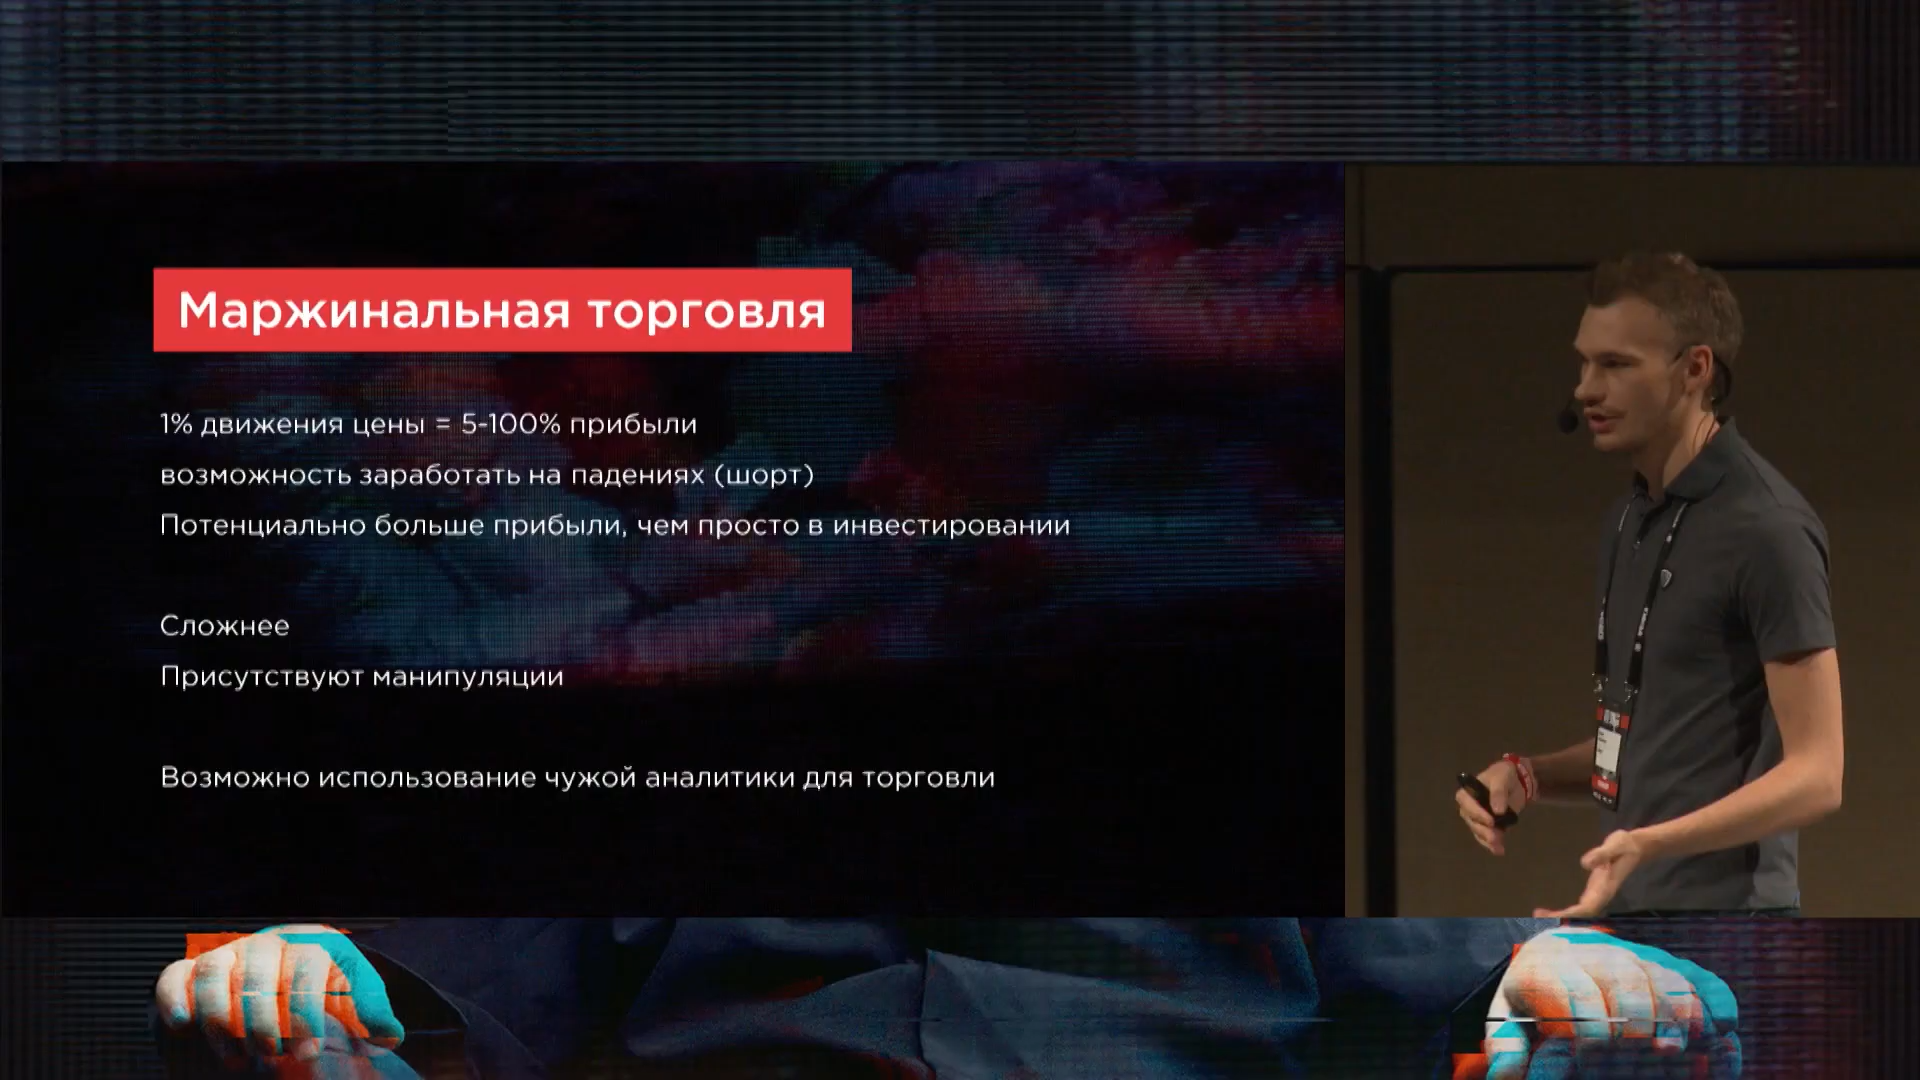 Маржинальная торговля
1% движения цены = 5-100% прибыли
возможность заработать на падениях (шорт)
Потенциально больше прибыли, чем просто в инвестировании
Сложнее
Присутствуют манипуляции
Возможно использование чужой аналитики для торговли